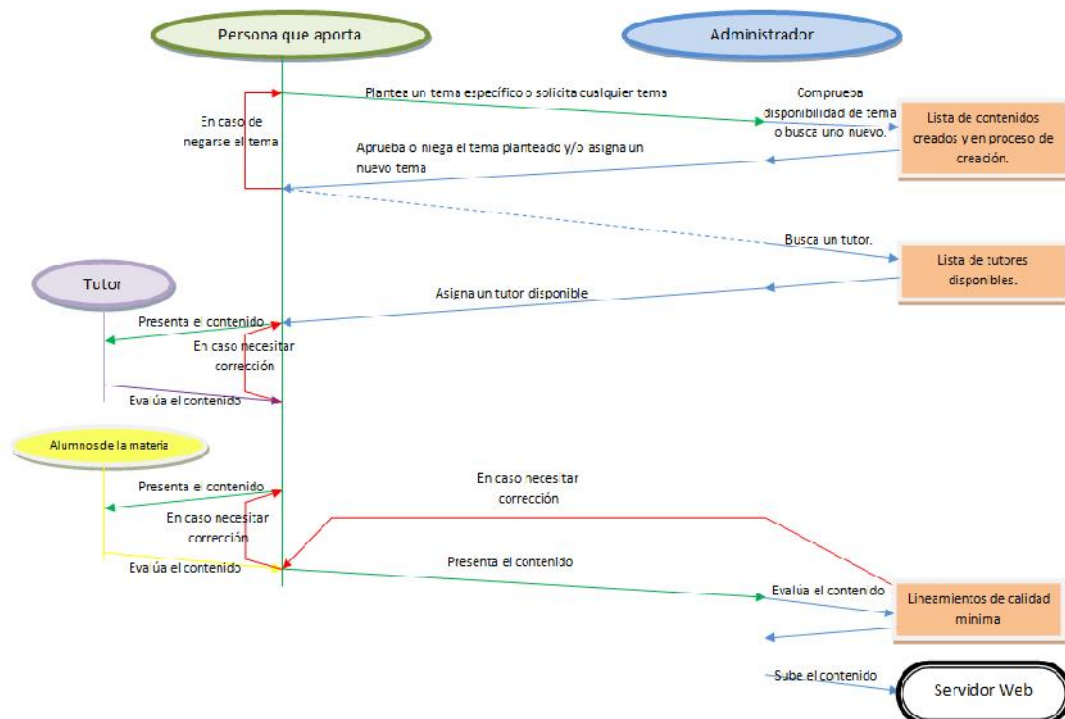 Persona que aporta
Administrador
Plantea un tema específico o solicita cualquier tema
Comprueba
disponibilidad de tema
o busca uno nuevo.
Lista de contenidos
creados y en proceso de
creación.
En caso de
negarse el tema
Aprueba o niega el tema planteado y/o asigna un
nuevo tema
Busca un tutor.
Lista de tutores
disponibles.
Tutor
Asigna un tutor disponible
Presenta el contenido
En caso necesitar
corrección
Evalúa el contenido
Alumnos de la materia
Presenta el contenido
En caso necesitar
corrección
En caso necesitar
corrección
Evalúa el contenido
Presenta el contenido
Evalúa el contenido
Lineamientos de calidad
mínima
Sube el contenido
Servidor Web